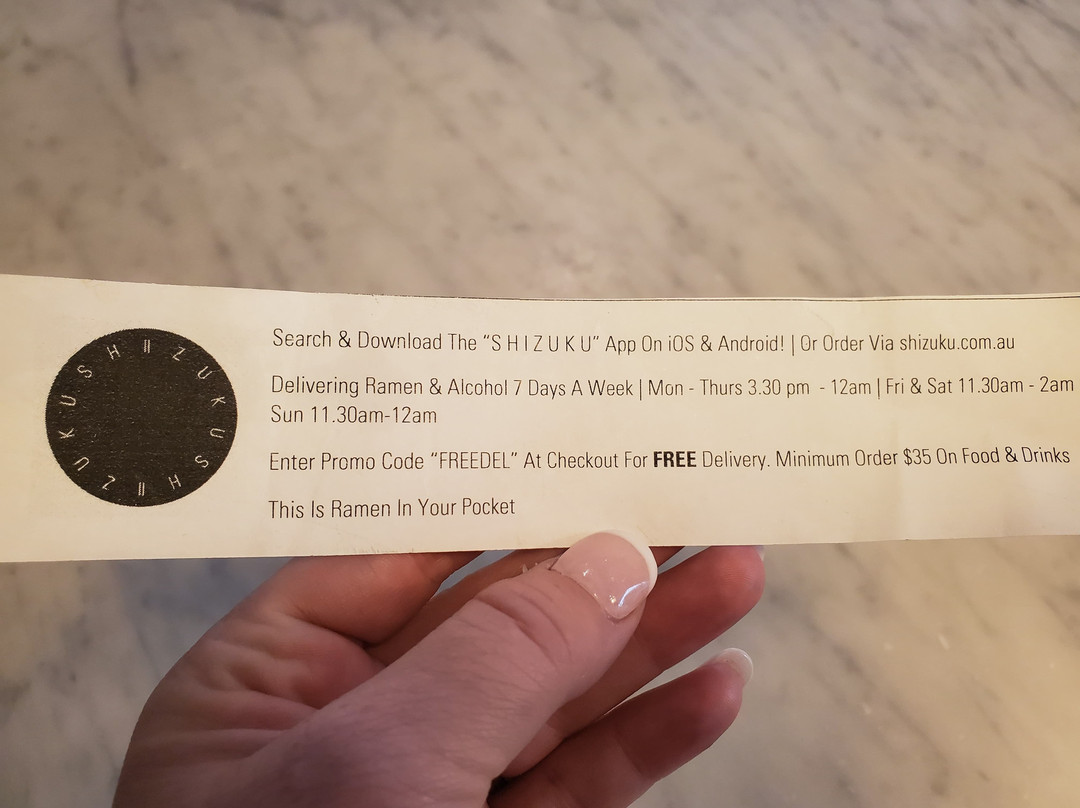 SHIZUKU SHIZUKU
Search & Download The "S H I Z U K U" App On iOS & Android! | Or Order Via shizuku.com.au
Delivering Ramen & Alcohol 7 Days A Week | Mon - Thurs 3.30 pm - 12am | Fri & Sat 11.30am - 2am
Sun 11.30am-12am
Enter Promo Code "FREEDEL" At Checkout For FREE Delivery. Minimum Order $35 On Food & Drinks
This Is Ramen In Your Pocket